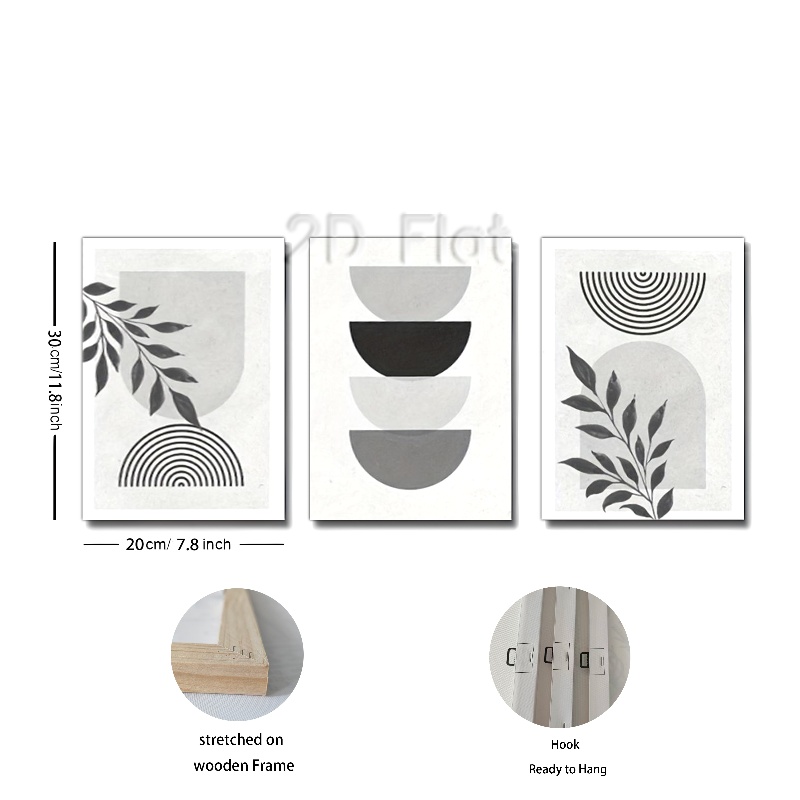 2D Flat
30cm/11.8inch
20cm/ 7.8 inch
stretched on
wooden Frame
Hook
Ready to Hang